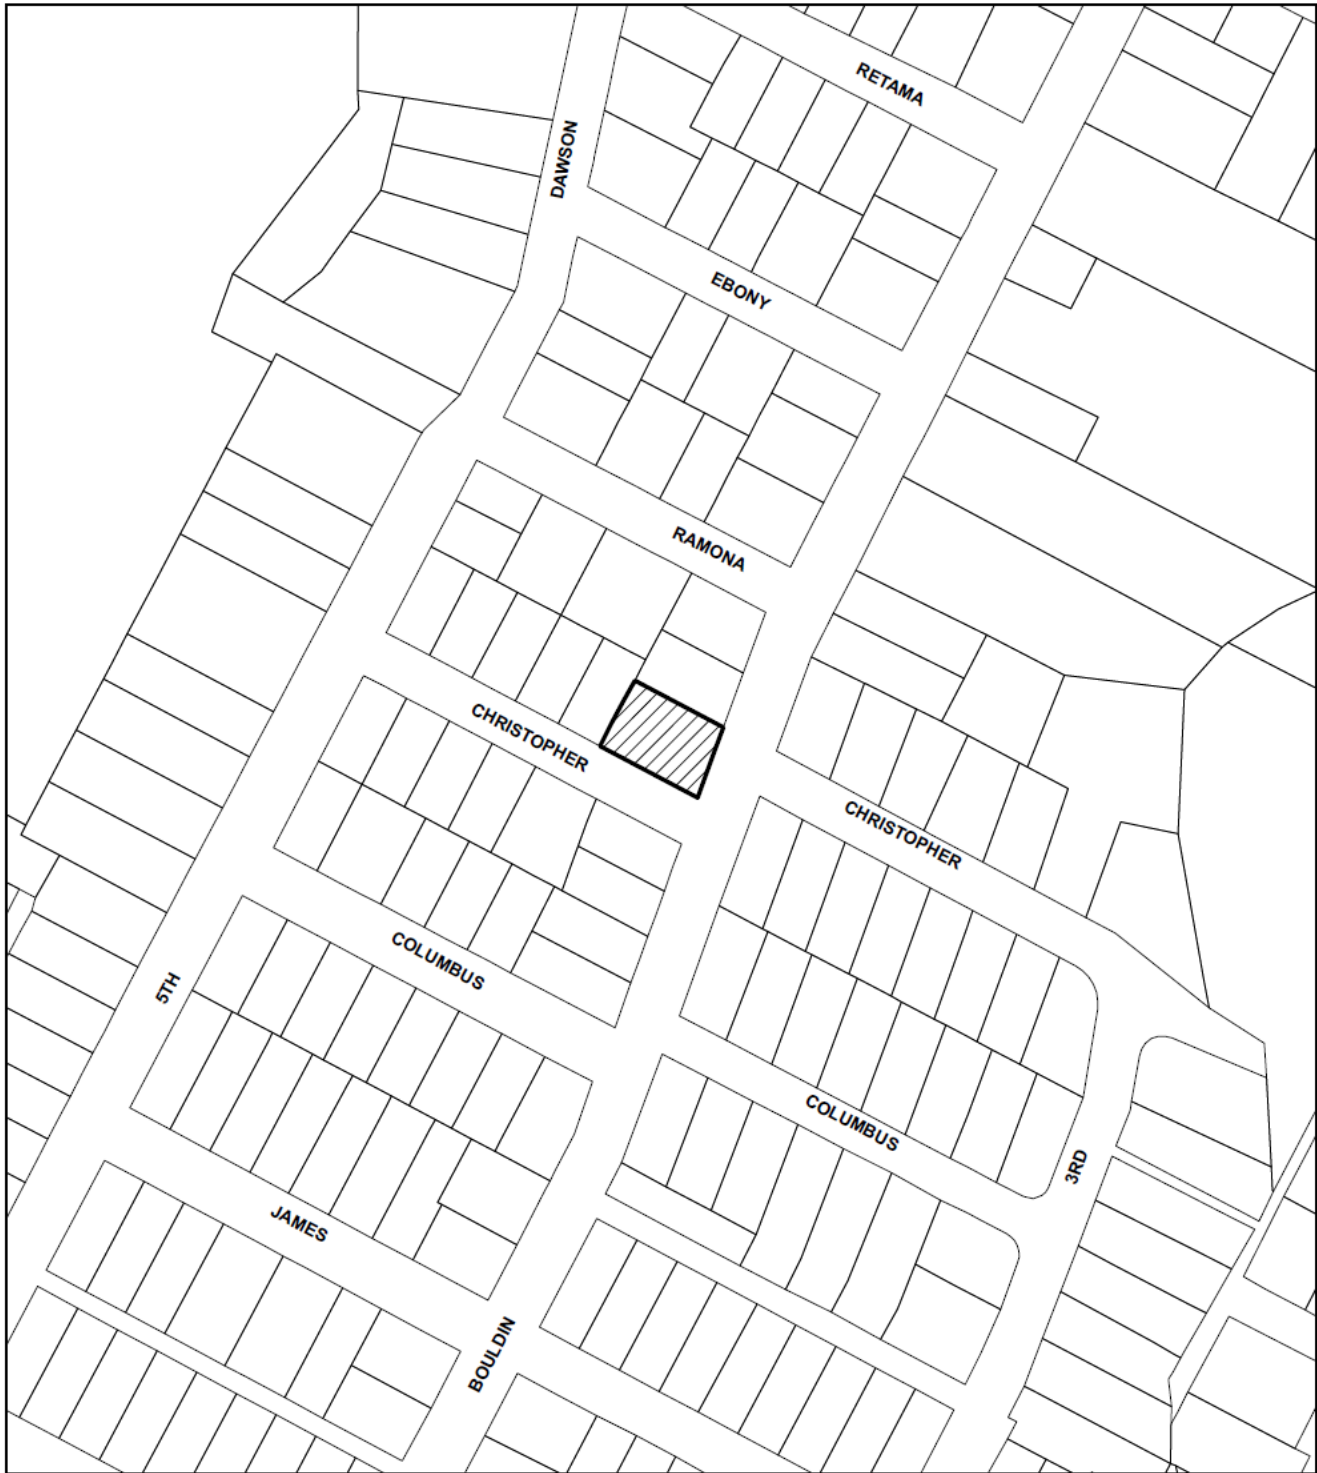 RETAMA
DAWSON
EBONY
RAMONA
CHRISTOPHER
CHRISTOPHER
COLUMBUS
5TH
COLUMBUS
3RD
JAMES
BOULDIN